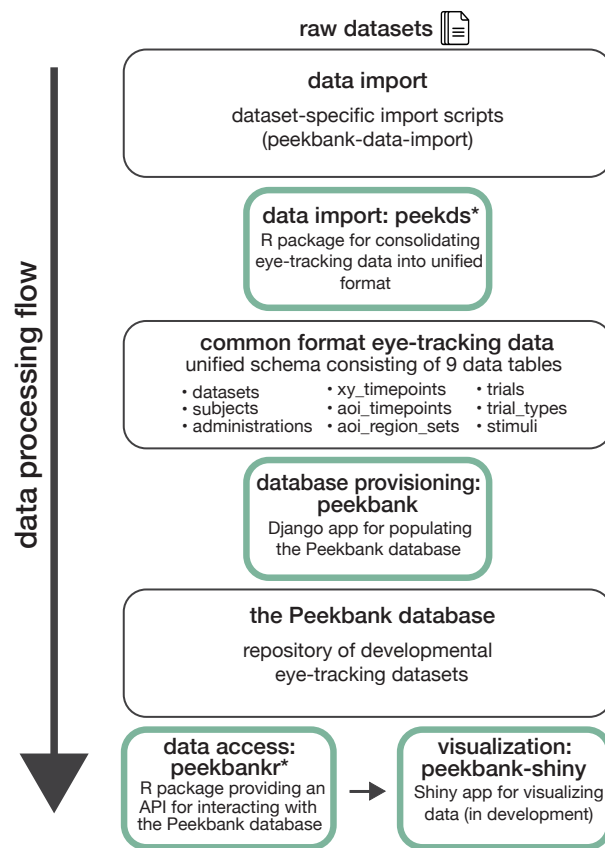 raw datasets
data import
dataset-specific import scripts
(peekbank-data-import)
data import: peekds*
R package for consolidating
eye-tracking data into unified
format
common format eye-tracking data
unified schema consisting of 9 data tables
• datasets • xy_timepoints • trials
• subjects • aoi_timepoints • trial_types
• administrations • aoi_region_sets • stimuli
database provisioning:
peekbank
Django app for populating
the Peekbank database
the Peekbank database
repository of developmental
eye-tracking datasets
data access:
peekbankr*
R package providing an
API for interacting with
the Peekbank database
visualization:
peekbank-shiny
Shiny app for visualizing
data (in development)
data processing flow